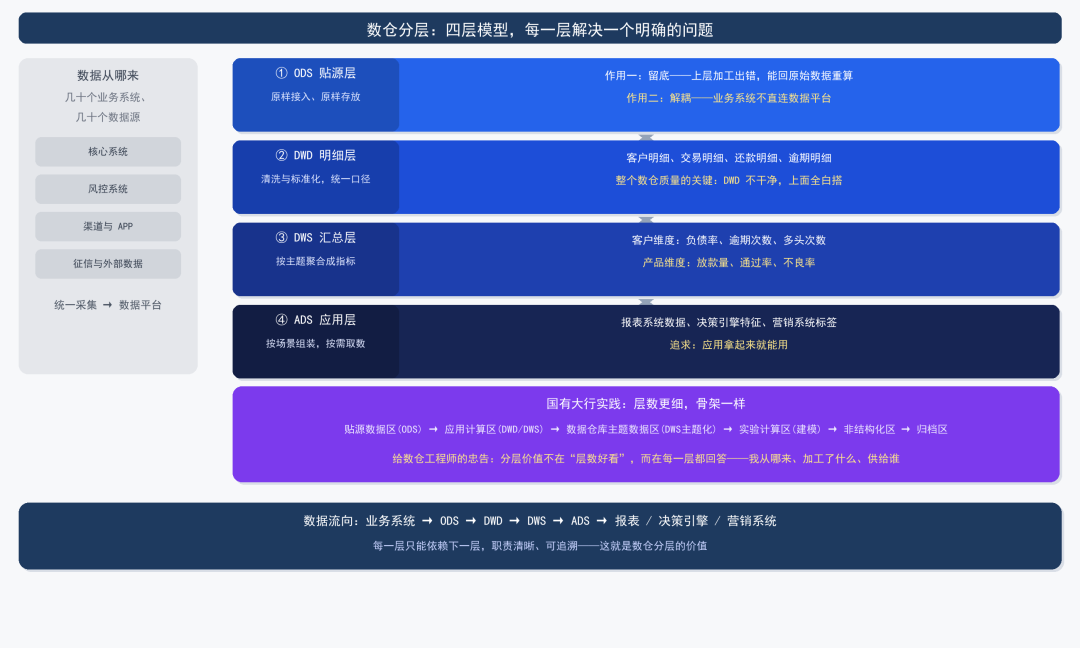 数仓分层：四层模型，每一层解决一个明确的问题
数据从哪来
几十个业务系统、
几十个数据源
核心系统
风控系统
渠道与 APP
征信与外部数据
统一采集 → 数据平台
① ODS 贴源层
原样接入、原样存放
作用一：留底——上层加工出错，能回原始数据重算
作用二：解耦——业务系统不直连数据平台
② DWD 明细层
清洗与标准化，统一口径
客户明细、交易明细、还款明细、逾期明细
整个数仓质量的关键：DWD 不干净，上面全白搭
③ DWS 汇总层
按主题聚合成指标
客户维度：负债率、逾期次数、多头次数
产品维度：放款量、通过率、不良率
④ ADS 应用层
按场景组装，按需取数
报表系统数据、决策引擎特征、营销系统标签
追求：应用拿起来就能用
国有大行实践：层数更细，骨架一样
贴源数据区(ODS) → 应用计算区(DWD/DWS) → 数据仓库主题数据区(DWS主题化) → 实验计算区(建模) → 非结构化区 → 归档区
给数仓工程师的忠告：分层价值不在“层数好看”，而在每一层都回答——我从哪来、加工了什么、供给谁
数据流向：业务系统 → ODS → DWD → DWS → ADS → 报表 / 决策引擎 / 营销系统
每一层只能依赖下一层，职责清晰、可追溯——这就是数仓分层的价值